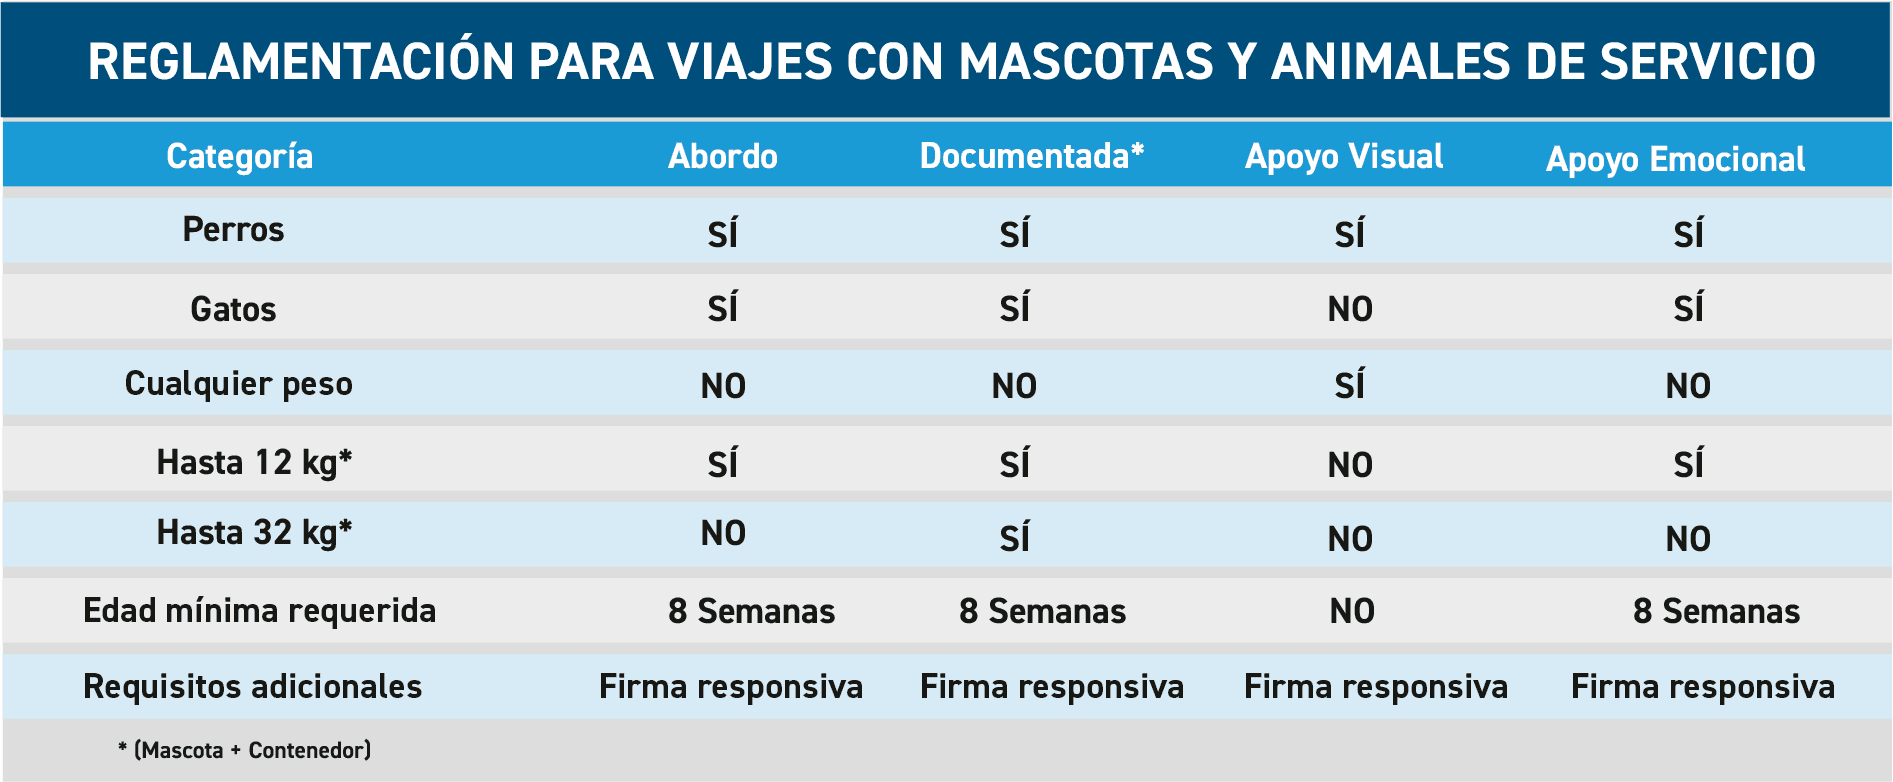 REGLAMENTACIÓN PARA VIAJES CON MASCOTAS Y ANIMALES DE SERVICIO
Categoría Abordo Documentada* Apoyo Visual Apoyo Emocional
Perros SÍ SÍ SÍ SÍ
Gatos SÍ SÍ NO SÍ
Cualquier peso NO NO SÍ NO
Hasta 12 kg* SÍ SÍ NO SÍ
Hasta 32 kg* NO SÍ NO NO
Edad mínima requerida 8 Semanas 8 Semanas NO 8 Semanas
Requisitos adicionales Firma responsiva Firma responsiva Firma responsiva Firma responsiva
* (Mascota + Contenedor)